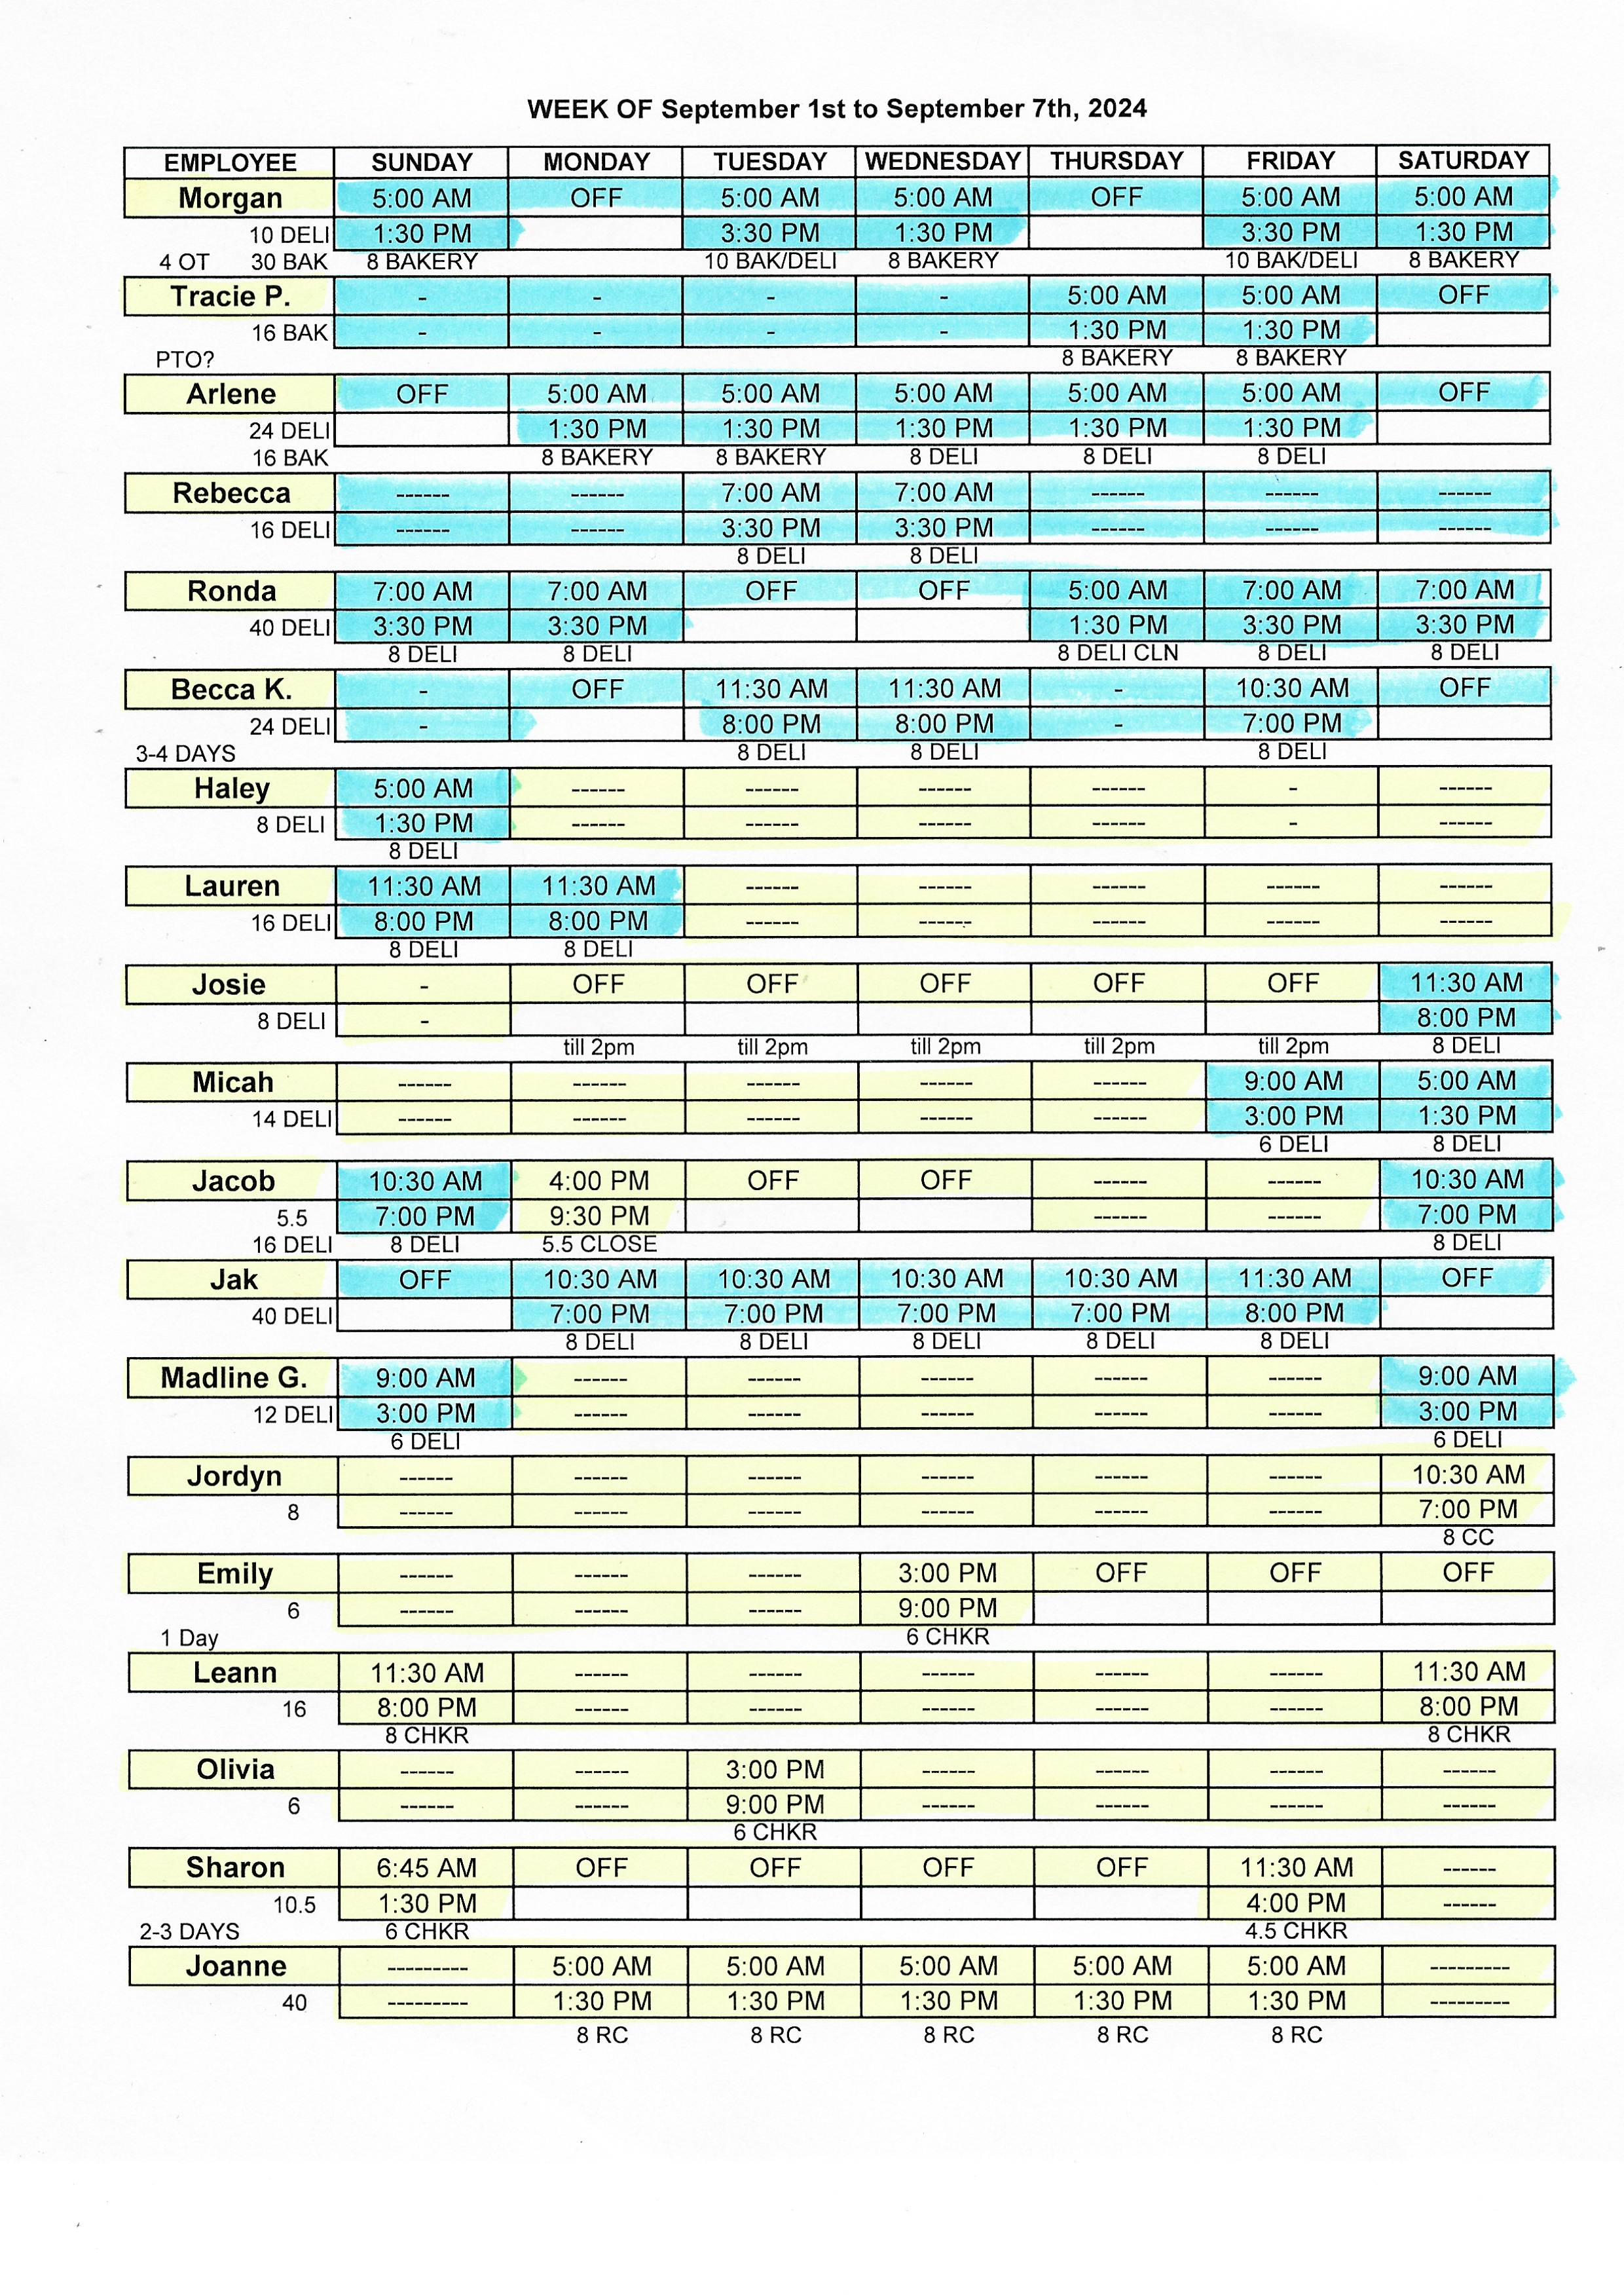 WEEK OF September 1st to September 7th, 2024
EMPLOYEE SUNDAY MONDAY TUESDAY WEDNESDAY THURSDAY FRIDAY SATURDAY
Morgan 5:00 AM OFF 5:00 AM 5:00 AM OFF 5:00 AM 5:00 AM
10 DELI 1:30 PM 3:30 PM 1:30 PM 3:30 PM 1:30 PM
4 OT 30 BAK 8 BAKERY 10 BAK/DELI 8 BAKERY 10 BAK/DELI 8 BAKERY
Tracie P. - - - - 5:00 AM 5:00 AM OFF
16 BAK - - - - 1:30 PM 1:30 PM
PTO? 8 BAKERY 8 BAKERY
Arlene OFF 5:00 AM 5:00 AM 5:00 AM 5:00 AM 5:00 AM OFF
24 DELI 1:30 PM 1:30 PM 1:30 PM 1:30 PM 1:30 PM
16 BAK 8 BAKERY 8 BAKERY 8 DELI 8 DELI 8 DELI
Rebecca ------ ------ 7:00 AM 7:00 AM ------ ------ ------
16 DELI ------ ------ 3:30 PM 3:30 PM ------ ------ ------
8 DELI 8 DELI
Ronda 7:00 AM 7:00 AM OFF OFF 5:00 AM 7:00 AM 7:00 AM
40 DELI 3:30 PM 3:30 PM 1:30 PM 3:30 PM 3:30 PM
8 DELI 8 DELI 8 DELI CLN 8 DELI 8 DELI
Becca K. - OFF 11:30 AM 11:30 AM - 10:30 AM OFF
24 DELI - 8:00 PM 8:00 PM - 7:00 PM
3-4 DAYS 8 DELI 8 DELI 8 DELI
Haley 5:00 AM ------ ------ ------ ------ - ------
8 DELI 1:30 PM ------ ------ ------ ------ - ------
8 DELI
Lauren 11:30 AM 11:30 AM ------ ------ ------ ------ ------
16 DELI 8:00 PM 8:00 PM ------ ------ ------ ------ ------
8 DELI 8 DELI
Josie - OFF OFF OFF OFF OFF 11:30 AM
8 DELI - 8:00 PM
till 2pm till 2pm till 2pm till 2pm till 2pm 8 DELI
Micah ------ ------ ------ ------ ------ 9:00 AM 5:00 AM
14 DELI ------ ------ ------ ------ ------ 3:00 PM 1:30 PM
6 DELI 8 DELI
Jacob 10:30 AM 4:00 PM OFF OFF ------ ------ 10:30 AM
5.5 7:00 PM 9:30 PM ------ ------ 7:00 PM
16 DELI 8 DELI 5.5 CLOSE 8 DELI
Jak OFF 10:30 AM 10:30 AM 10:30 AM 10:30 AM 11:30 AM OFF
40 DELI 7:00 PM 7:00 PM 7:00 PM 7:00 PM 8:00 PM
8 DELI 8 DELI 8 DELI 8 DELI 8 DELI
Madline G. 9:00 AM ------ ------ ------ ------ ------ 9:00 AM
12 DELI 3:00 PM ------ ------ ------ ------ ------ 3:00 PM
6 DELI 6 DELI
Jordyn ------ ------ ------ ------ ------ ------ 10:30 AM
8 ------ ------ ------ ------ ------ ------ 7:00 PM
8 CC
Emily ------ ------ ------ 3:00 PM OFF OFF OFF
6 ------ ------ ------ 9:00 PM
1 Day 6 CHKR
Leann 11:30 AM ------ ------ ------ ------ ------ 11:30 AM
16 8:00 PM ------ ------ ------ ------ ------ 8:00 PM
8 CHKR 8 CHKR
Olivia ------ ------ 3:00 PM ------ ------ ------ ------
6 ------ ------ 9:00 PM ------ ------ ------ ------
6 CHKR
Sharon 6:45 AM OFF OFF OFF OFF 11:30 AM ------
10.5 1:30 PM 4:00 PM ------
2-3 DAYS 6 CHKR 4.5 CHKR
Joanne --------- 5:00 AM 5:00 AM 5:00 AM 5:00 AM 5:00 AM ---------
40 --------- 1:30 PM 1:30 PM 1:30 PM 1:30 PM 1:30 PM ---------
8 RC 8 RC 8 RC 8 RC 8 RC